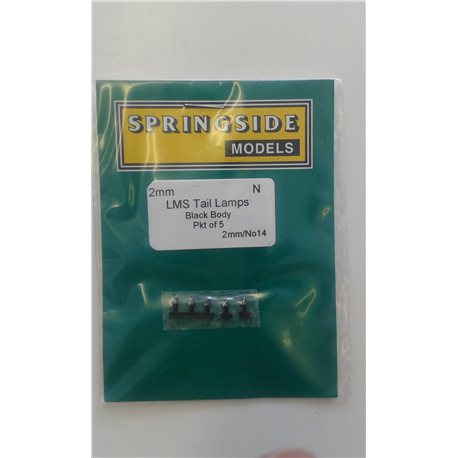 SPRINGSIDE
MODELS
2mm N
LMS Tail Lamps
Black Body
Pkt of 5
2mm/No14